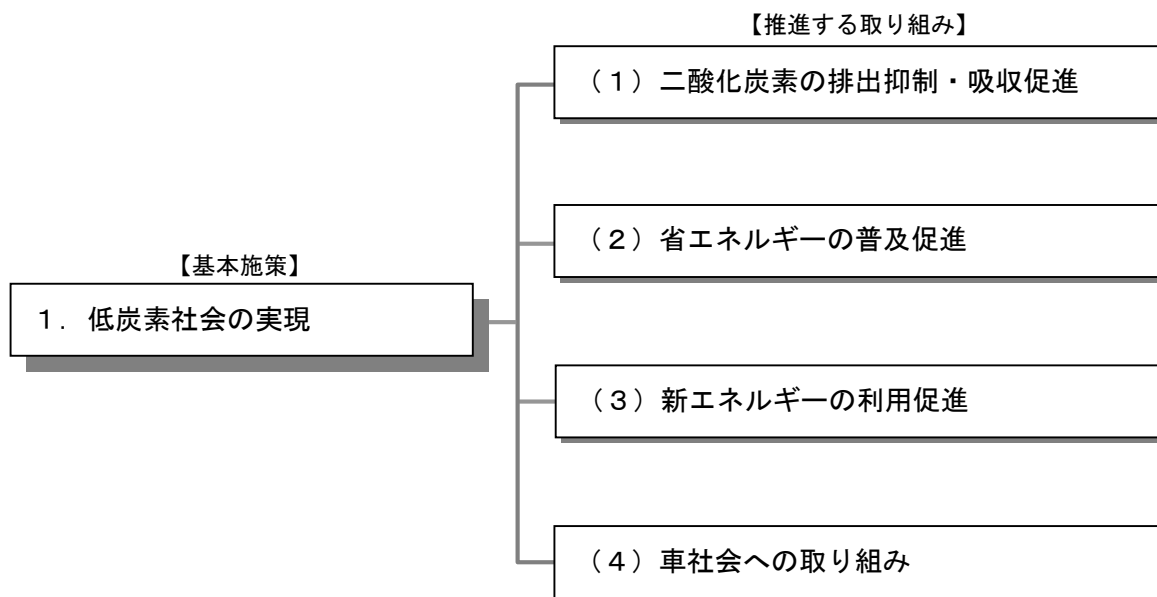 【推進する取り組み】
（１）二酸化炭素の排出抑制・吸収促進
（２）省エネルギーの普及促進
【基本施策】
１．低炭素社会の実現
（３）新エネルギーの利用促進
（４）車社会への取り組み